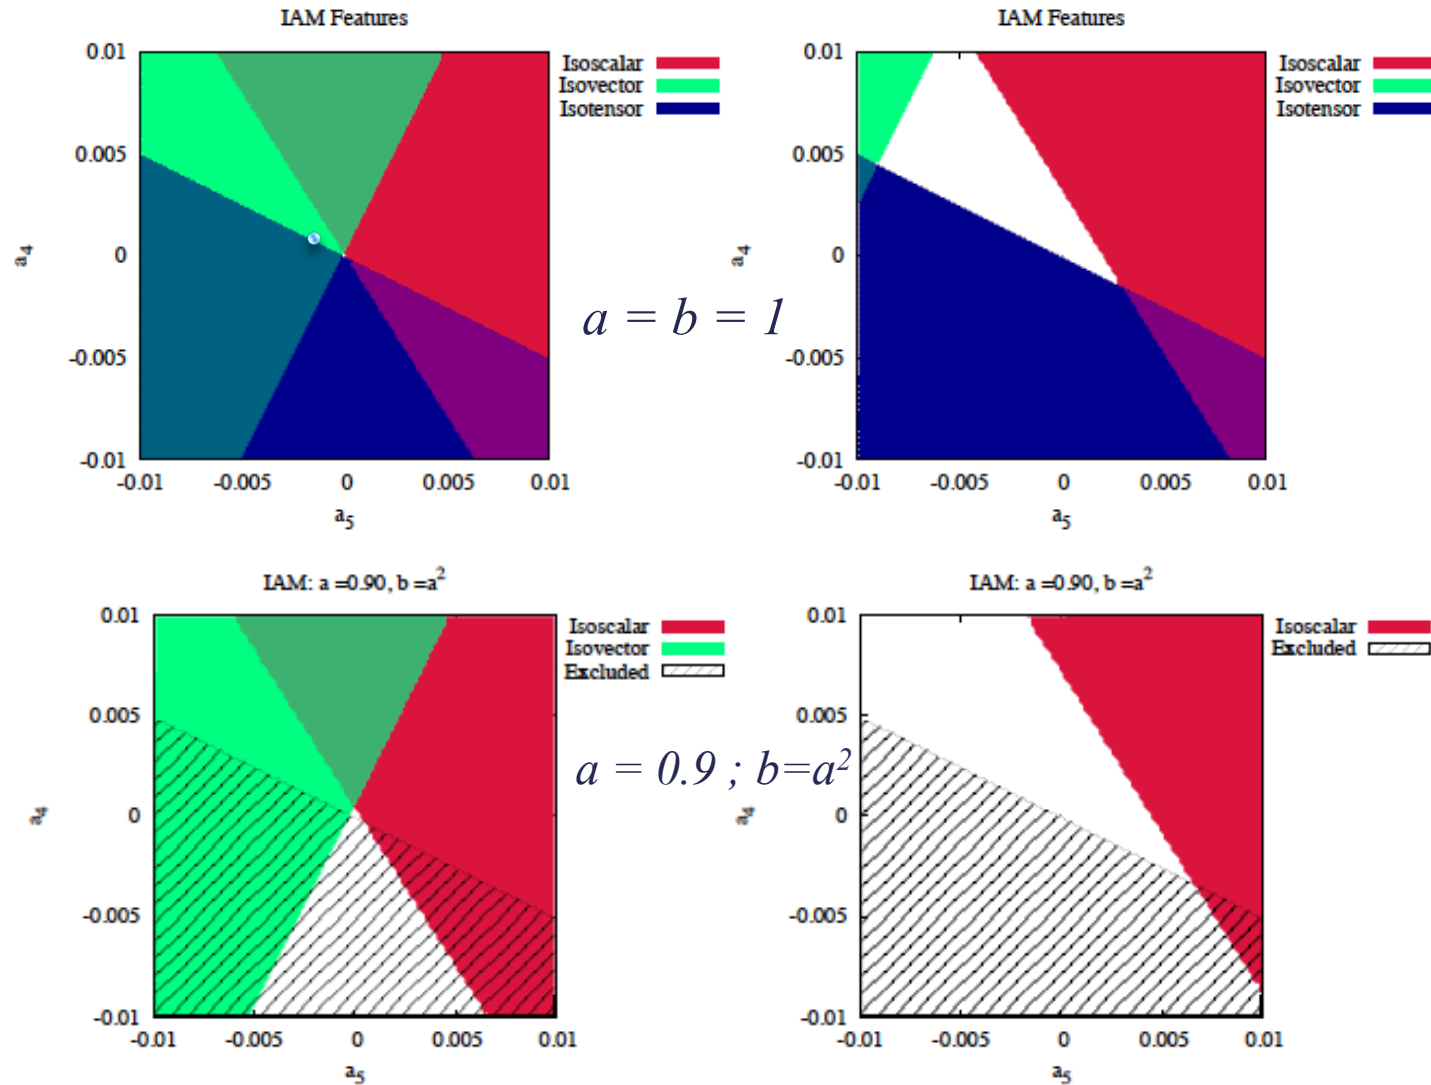 IAM Features
0.01
0.005
0
-0.005
-0.01
a4
-0.01 -0.005 0 0.005 0.01
a5
Isoscalar
Isovector
Isotensor
a = b = 1
IAM Features
0.01
0.005
0
-0.005
-0.01
a4
-0.01 -0.005 0 0.005 0.01
a5
Isoscalar
Isovector
Isotensor
IAM: a =0.90, b =a²
0.01
0.005
0
-0.005
-0.01
a4
-0.01 -0.005 0 0.005 0.01
a5
Isoscalar
Isovector
Excluded
a = 0.9 ; b=a²
IAM: a =0.90, b =a²
0.01
0.005
0
-0.005
-0.01
a4
-0.01 -0.005 0 0.005 0.01
a5
Isoscalar
Excluded